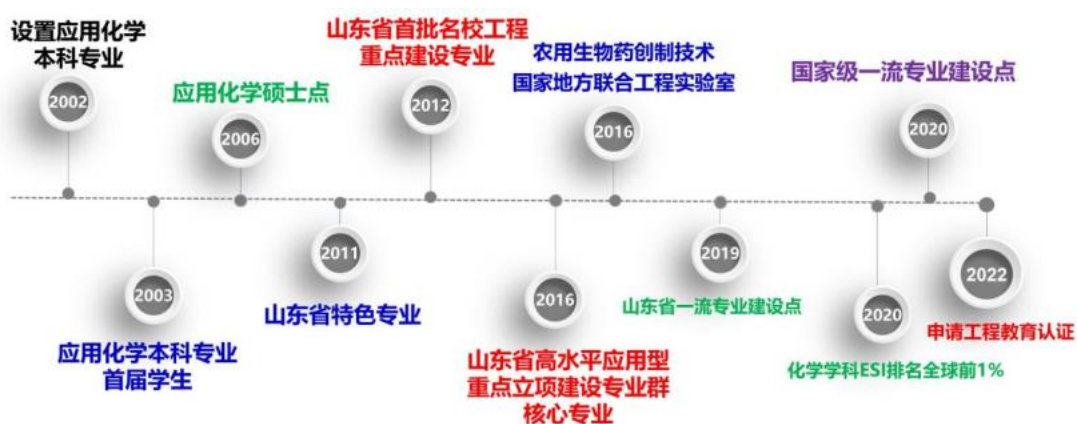 设置应用化学
本科专业
2002
2003
应用化学本科专业
首届学生
应用化学硕士点
2006
2011
山东省特色专业
山东省首批名校工程
重点建设专业
2012
2016
山东省高水平应用型
重点立项建设专业群
核心专业
农用生物药创制技术
国家地方联合工程实验室
2016
2019
山东省一流专业建设点
2020
化学学科ESI排名全球前1%
国家级一流专业建设点
2020
2022
申请工程教育认证